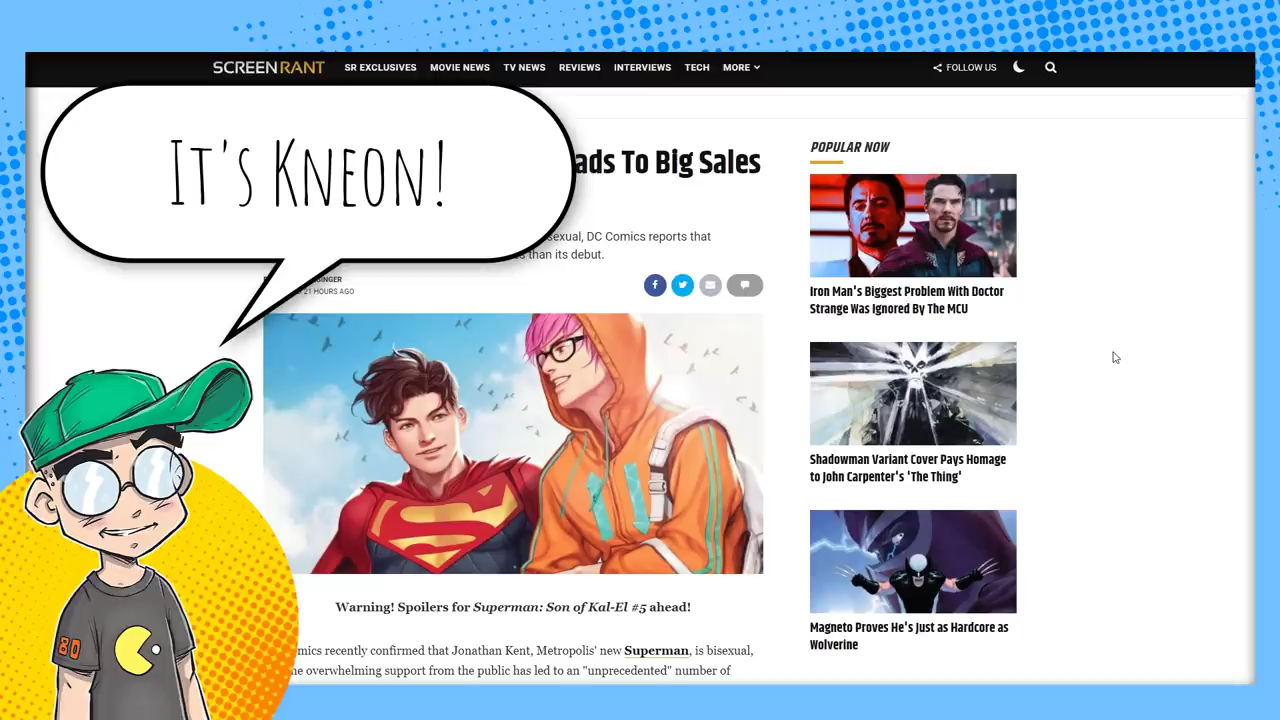 SCREENRANT
SR EXCLUSIVES MOVIE NEWS TV NEWS REVIEWS INTERVIEWS TECH MORE
FOLLOW US
It's Kneon!
ads To Big Sales
sexual, DC Comics reports that
than its debut.
21 HOURS AGO
Warning! Spoilers for Superman: Son of Kal-El #5 ahead!
mics recently confirmed that Jonathan Kent, Metropolis' new Superman, is bisexual,
overwhelming support from the public has led to an "unprecedented" number of
80
POPULAR NOW
Iron Man's Biggest Problem With Doctor
Strange Was Ignored By The MCU
Shadowman Variant Cover Pays Homage
to John Carpenter's 'The Thing'
Magneto Proves He's Just as Hardcore as
Wolverine